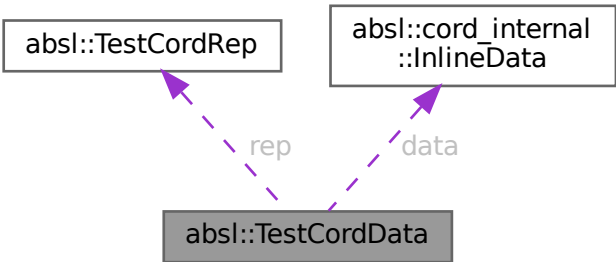 absl::TestCordRep
absl::cord_internal
::InlineData
rep
data
absl::TestCordData